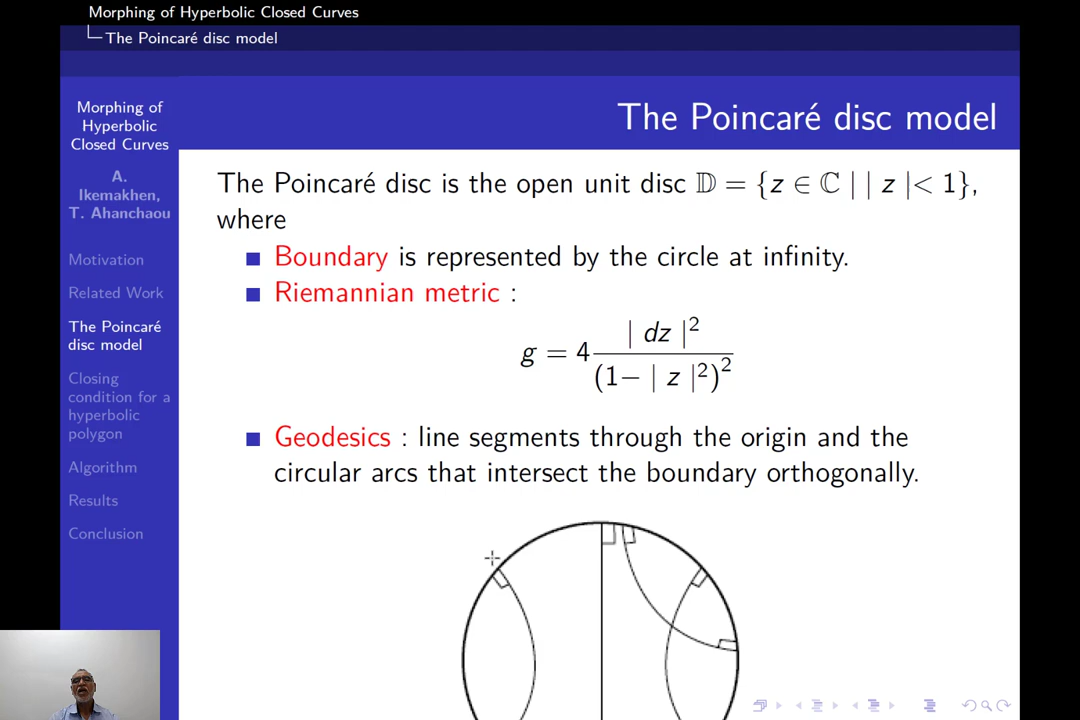 Morphing of Hyperbolic Closed Curves
The Poincaré disc model
Morphing of
Hyperbolic
Closed Curves
A.
Ikemakhen,
T. Ahanchaou
Motivation
Related Work
The Poincaré
disc model
Closing
condition for a
hyperbolic
polygon
Algorithm
Results
Conclusion
The Poincaré disc model
The Poincaré disc is the open unit disc 𝔻 = {z ∈ ℂ | | z |< 1},
where
Boundary is represented by the circle at infinity.
Riemannian metric :
g = 4 | dz |² / (1− | z |²)²
Geodesics : line segments through the origin and the
circular arcs that intersect the boundary orthogonally.